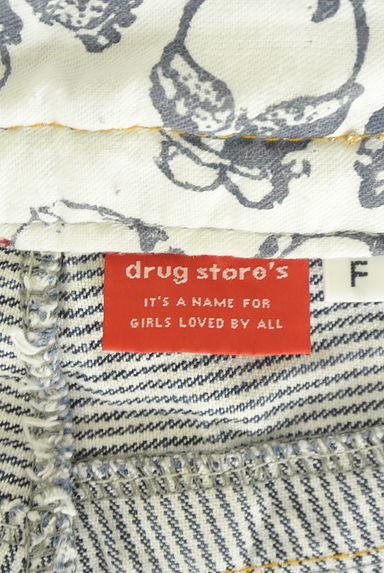 drug store's
IT'S A NAME FOR
GIRLS LOVED BY ALL
F